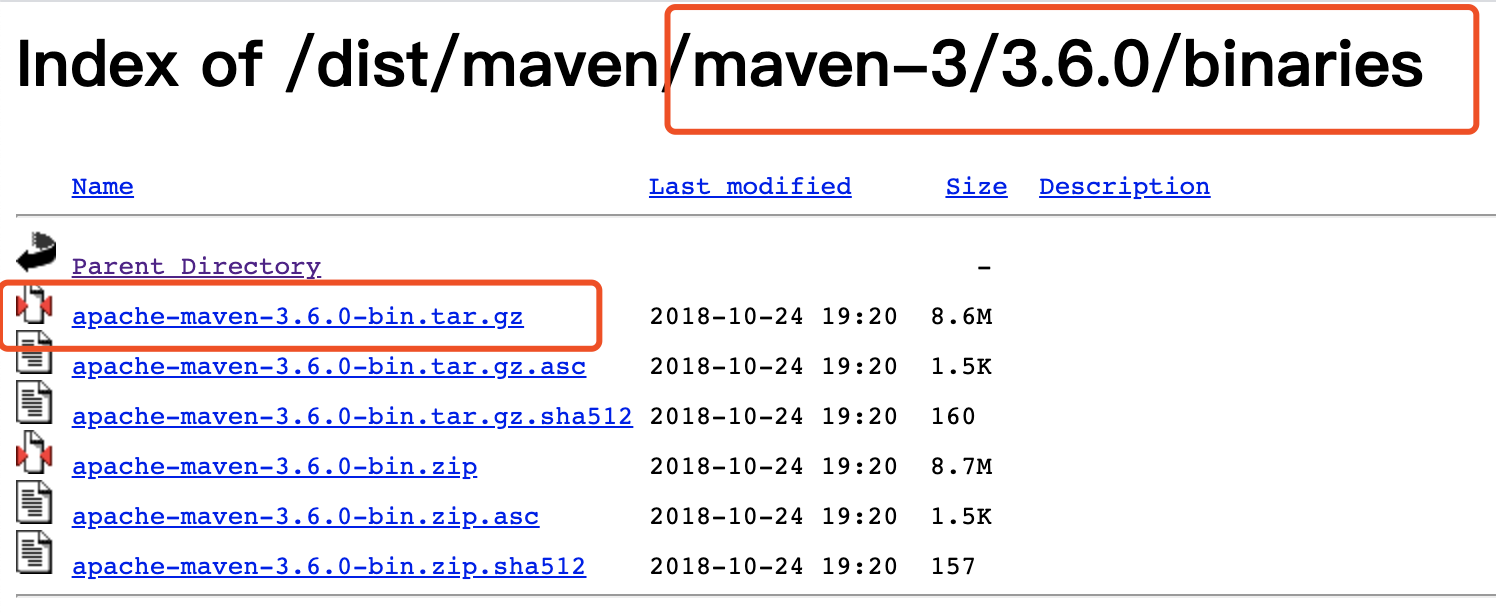 Index of /dist/maven/maven-3/3.6.0/binaries
Name Last modified Size Description
Parent Directory -
apache-maven-3.6.0-bin.tar.gz 2018-10-24 19:20 8.6M
apache-maven-3.6.0-bin.tar.gz.asc 2018-10-24 19:20 1.5K
apache-maven-3.6.0-bin.tar.gz.sha512 2018-10-24 19:20 160
apache-maven-3.6.0-bin.zip 2018-10-24 19:20 8.7M
apache-maven-3.6.0-bin.zip.asc 2018-10-24 19:20 1.5K
apache-maven-3.6.0-bin.zip.sha512 2018-10-24 19:20 157